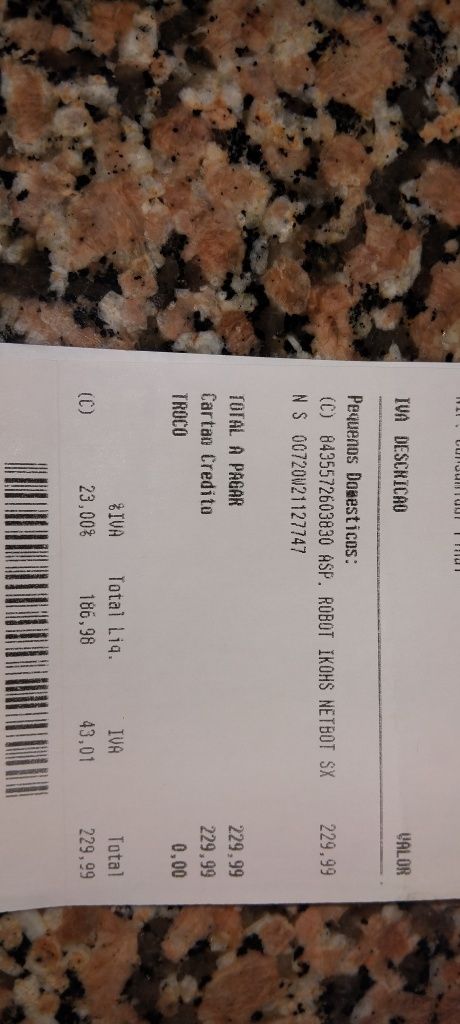 IVA DESCRICAO VALOR
Pequenos Domesticos:
(C) 8435572603830 ASP. ROBOT IKOHS NETBOT SX 229,99
N S 00720W21127747
TOTAL A PAGAR 229,99
Cartao Credito 229,99
TROCO 0,00
%IVA Total Liq. IVA Total
(C) 23,00% 186,98 43,01 229,99